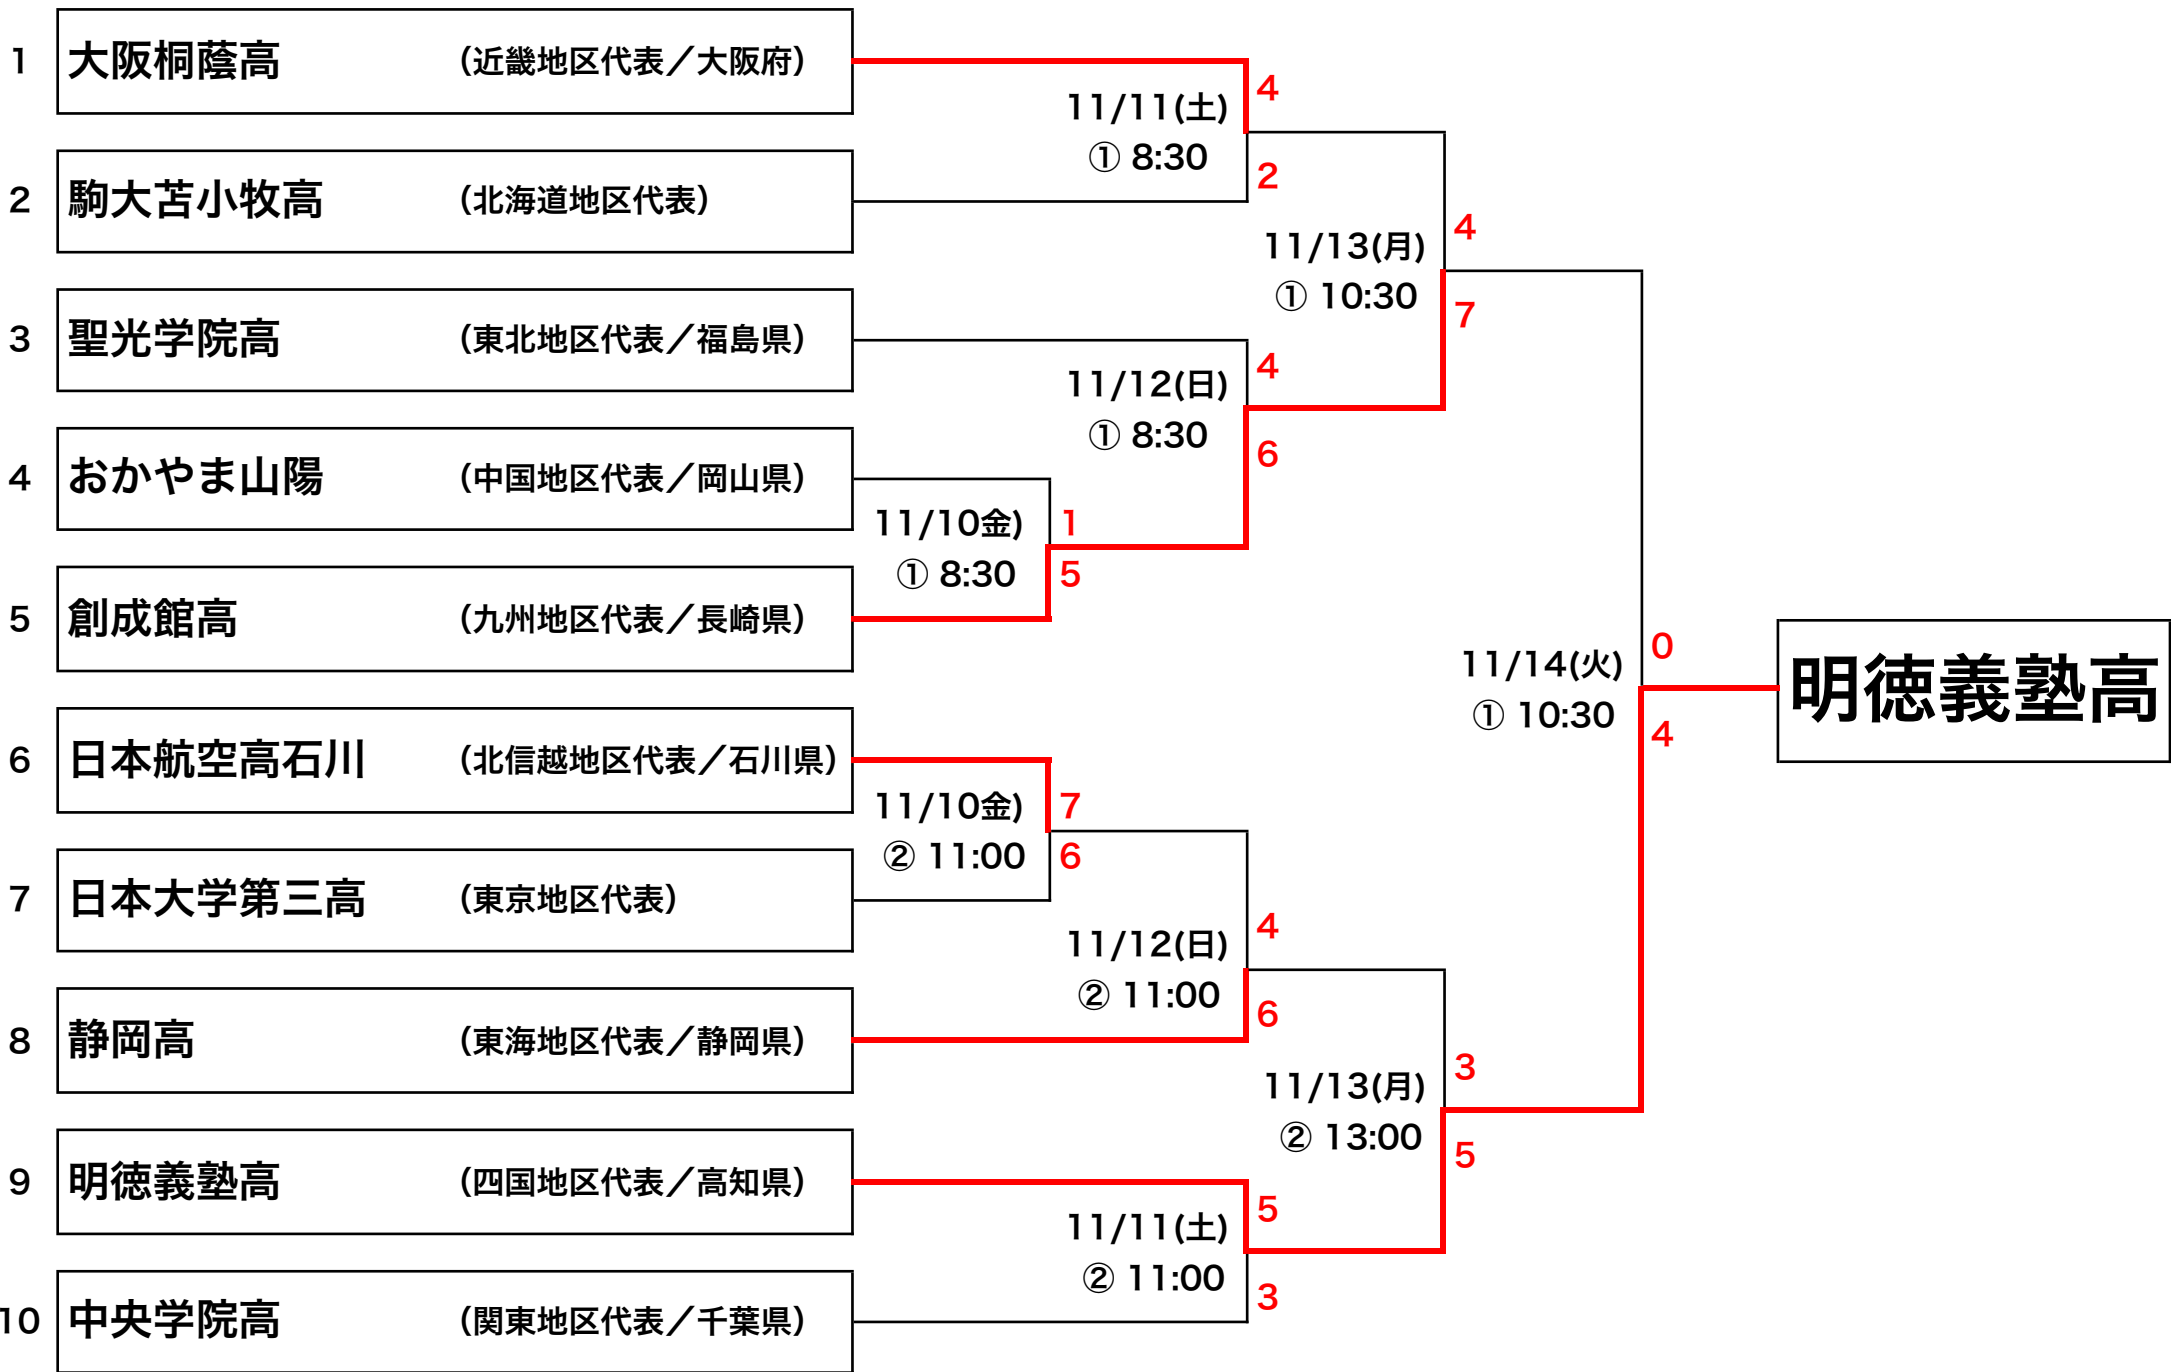 1 大阪桐蔭高 （近畿地区代表／大阪府）
2 駒大苫小牧高 （北海道地区代表）
3 聖光学院高 （東北地区代表／福島県）
4 おかやま山陽 （中国地区代表／岡山県）
5 創成館高 （九州地区代表／長崎県）
6 日本航空高石川 （北信越地区代表／石川県）
7 日本大学第三高 （東京地区代表）
8 静岡高 （東海地区代表／静岡県）
9 明徳義塾高 （四国地区代表／高知県）
10 中央学院高 （関東地区代表／千葉県）
11/10金)
① 8:30
1
5
11/10金)
② 11:00
7
6
11/11(土)
① 8:30
4
2
11/12(日)
① 8:30
4
6
11/12(日)
② 11:00
4
6
11/11(土)
② 11:00
5
3
11/13(月)
① 10:30
4
7
11/13(月)
② 13:00
3
5
11/14(火)
① 10:30
0
4
明徳義塾高